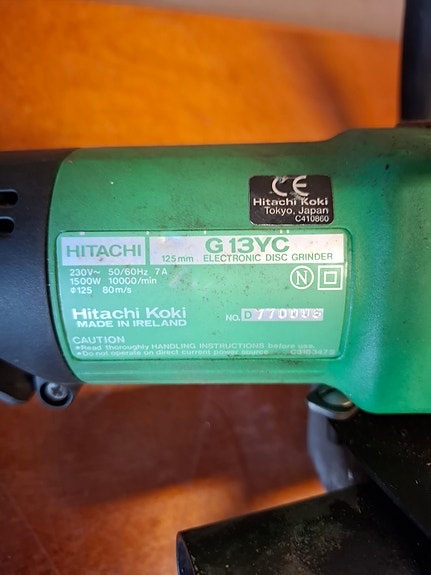 CE
Hitachi Koki
Tokyo, Japan
C410860
HITACHI
G13YC
125mm ELECTRONIC DISC GRINDER
230V~ 50/60Hz 7A
1500W 10000/min
φ125 80m/s
N
Hitachi Koki
MADE IN IRELAND
NO. D
CAUTION
•Read thoroughly HANDLING INSTRUCTIONS before use.
•Do not operate on direct current power source